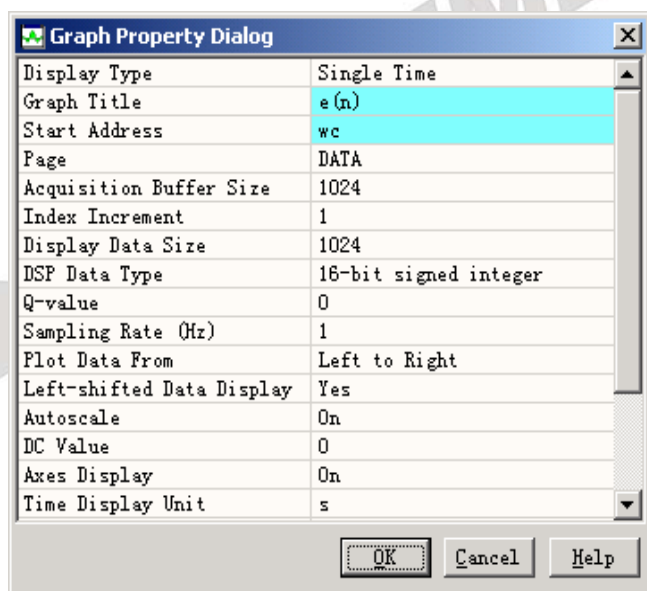 Graph Property Dialog
Display Type Single Time
Graph Title e(n)
Start Address wc
Page DATA
Acquisition Buffer Size 1024
Index Increment 1
Display Data Size 1024
DSP Data Type 16-bit signed integer
Q-value 0
Sampling Rate (Hz) 1
Plot Data From Left to Right
Left-shifted Data Display Yes
Autoscale On
DC Value 0
Axes Display On
Time Display Unit s
OK Cancel Help